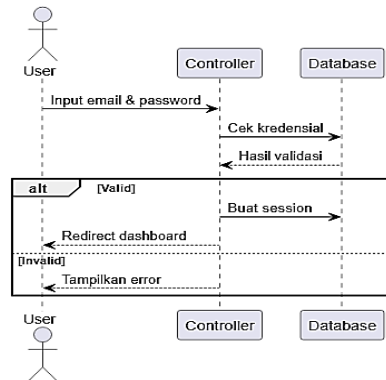 User
Controller
Database
Input email & password
Cek kredensial
Hasil validasi
alt
[Valid]
Buat session
Redirect dashboard
[Invalid]
Tampilkan error
User
Controller
Database